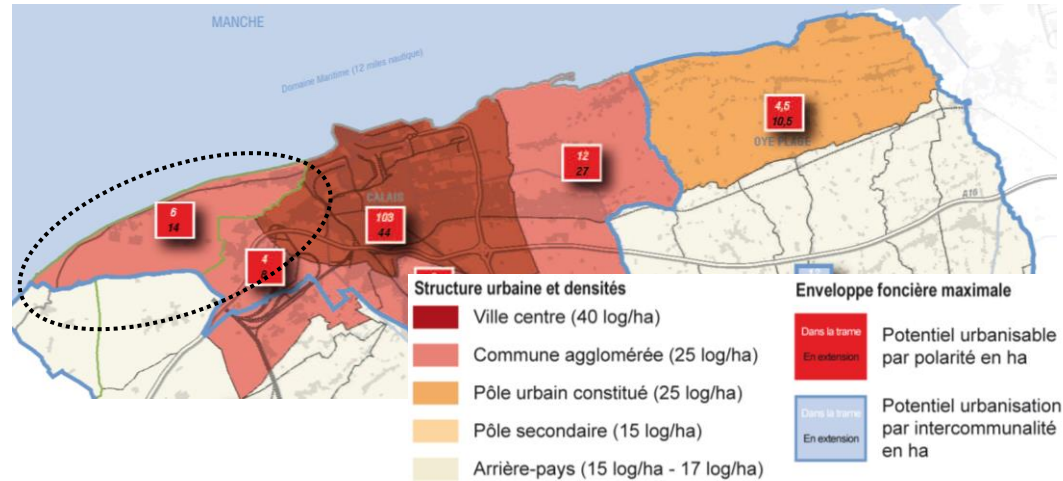 MANCHE
Domaine Maritime (12 miles nautique)
4,5
10,5
OYE PLAGE
12
27
CALAIS
103
44
6
14
4
8
A16
Structure urbaine et densités
Ville centre (40 log/ha)
Commune agglomérée (25 log/ha)
Pôle urbain constitué (25 log/ha)
Pôle secondaire (15 log/ha)
Arrière-pays (15 log/ha - 17 log/ha)
Enveloppe foncière maximale
Dans la trame
En extension
Potentiel urbanisable
par polarité en ha
Dans la trame
En extension
Potentiel urbanisation
par intercommunalité
en ha